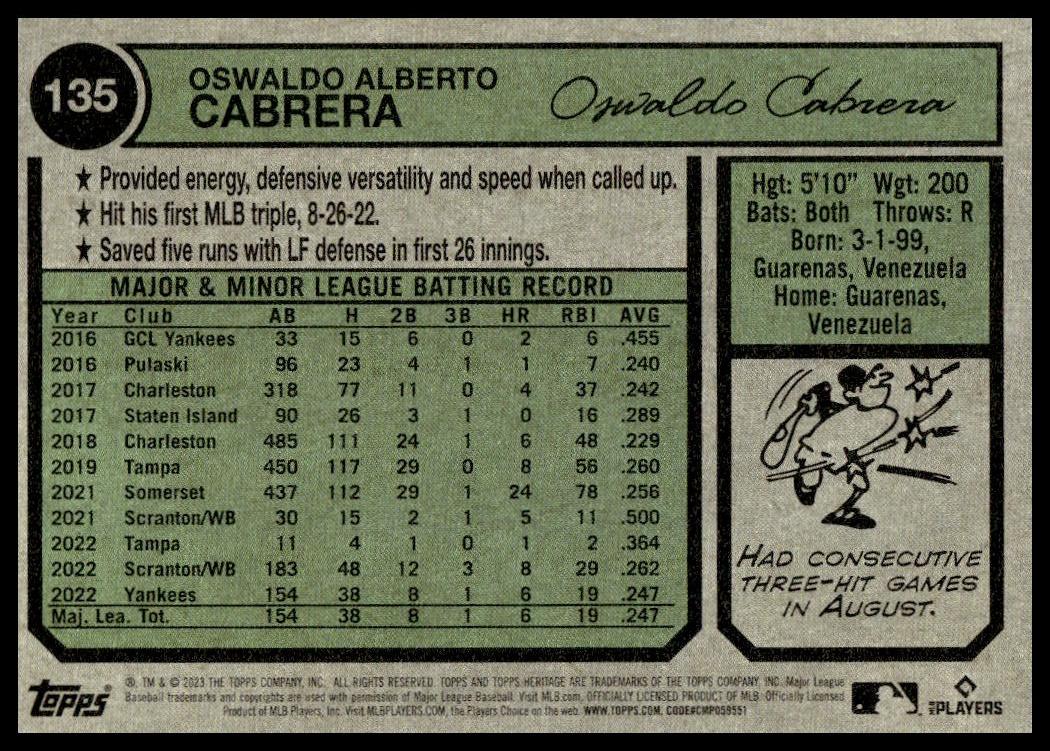 135
OSWALDO ALBERTO
CABRERA
Oswaldo Cabrera
★ Provided energy, defensive versatility and speed when called up.
★ Hit his first MLB triple, 8-26-22.
★ Saved five runs with LF defense in first 26 innings.
MAJOR & MINOR LEAGUE BATTING RECORD
Year Club AB H 2B 3B HR RBI AVG
2016 GCL Yankees 33 15 6 0 2 6 .455
2016 Pulaski 96 23 4 1 1 7 .240
2017 Charleston 318 77 11 0 4 37 .242
2017 Staten Island 90 26 3 1 0 16 .289
2018 Charleston 485 111 24 1 6 48 .229
2019 Tampa 450 117 29 0 8 56 .260
2021 Somerset 437 112 29 1 24 78 .256
2021 Scranton/WB 30 15 2 1 5 11 .500
2022 Tampa 11 4 1 0 1 2 .364
2022 Scranton/WB 183 48 12 3 8 29 .262
2022 Yankees 154 38 8 1 6 19 .247
Maj. Lea. Tot. 154 38 8 1 6 19 .247
Hgt: 5'10" Wgt: 200
Bats: Both Throws: R
Born: 3-1-99,
Guarenas, Venezuela
Home: Guarenas,
Venezuela
HAD CONSECUTIVE
THREE-HIT GAMES
IN AUGUST.
topps®
®, TM & © 2023 THE TOPPS COMPANY, INC. ALL RIGHTS RESERVED. TOPPS AND TOPPS HERITAGE ARE TRADEMARKS OF THE TOPPS COMPANY, INC. Major League
Baseball trademarks and copyrights are used with permission of Major League Baseball. Visit MLB.com. OFFICIALLY LICENSED PRODUCT OF MLB Officially Licensed
Product of MLB Players, Inc. Visit MLBPLAYERS.COM, the Players Choice on the web. WWW.TOPPS.COM. CODE#CMP059551
MLB PLAYERS